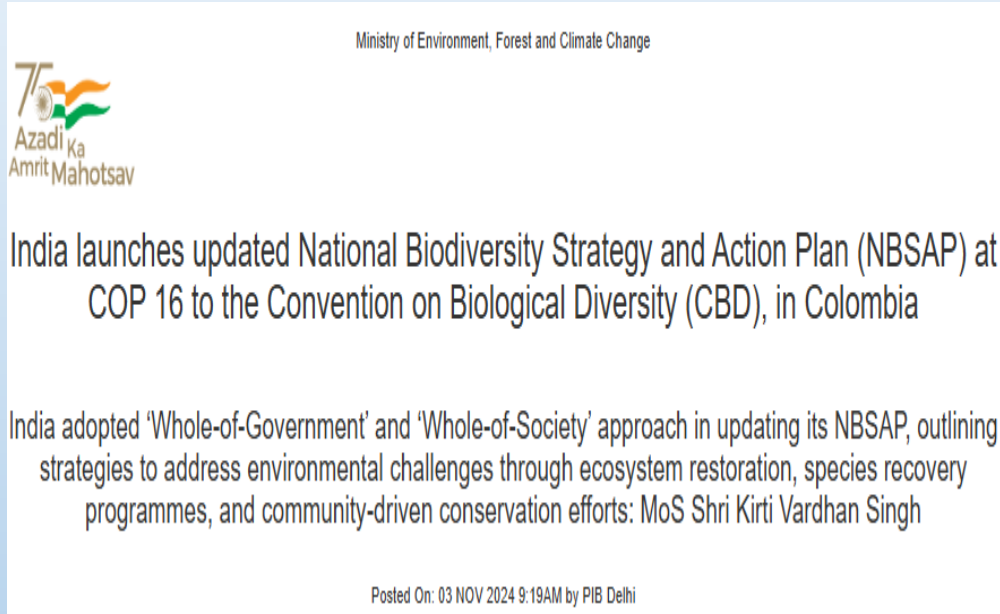 Ministry of Environment, Forest and Climate Change
75
Azadi Ka
Amrit Mahotsav
India launches updated National Biodiversity Strategy and Action Plan (NBSAP) at
COP 16 to the Convention on Biological Diversity (CBD), in Colombia
India adopted ‘Whole-of-Government’ and ‘Whole-of-Society’ approach in updating its NBSAP, outlining
strategies to address environmental challenges through ecosystem restoration, species recovery
programmes, and community-driven conservation efforts: MoS Shri Kirti Vardhan Singh
Posted On: 03 NOV 2024 9:19AM by PIB Delhi